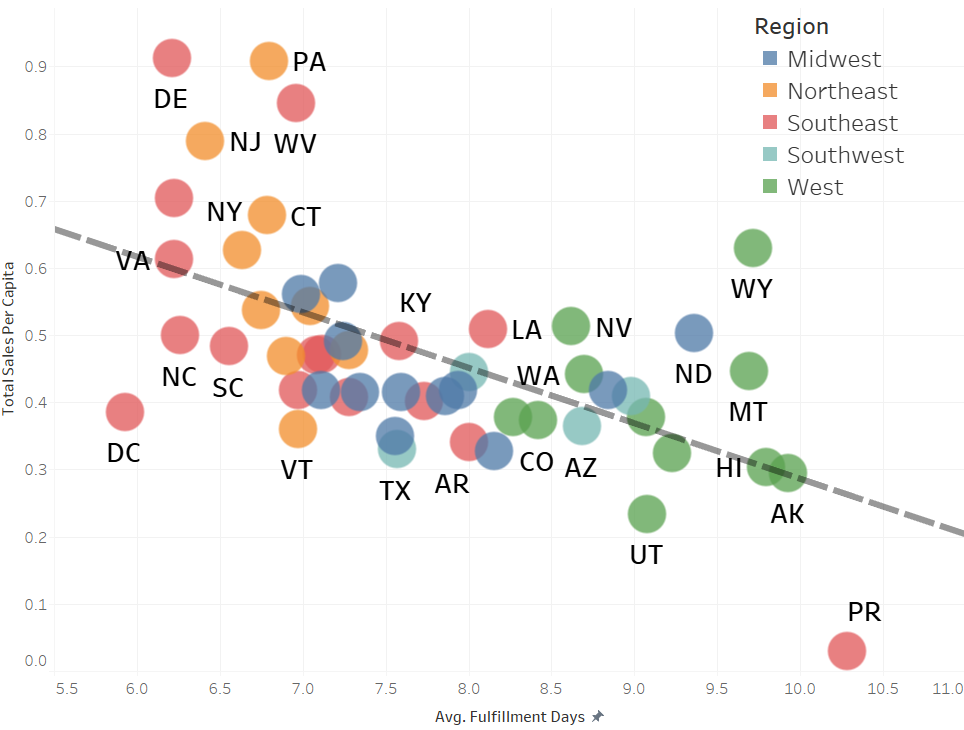 Region
Midwest
Northeast
Southeast
Southwest
West
0.9
0.8
0.7
0.6
0.5
0.4
0.3
0.2
0.1
0.0
Total Sales Per Capita
DE
PA
WV
NJ
NY
CT
VA
KY
WY
LA
NV
ND
NC
SC
WA
MT
DC
VT
TX
AR
CO
AZ
HI
AK
UT
PR
5.5 6.0 6.5 7.0 7.5 8.0 8.5 9.0 9.5 10.0 10.5 11.0
Avg. Fulfillment Days